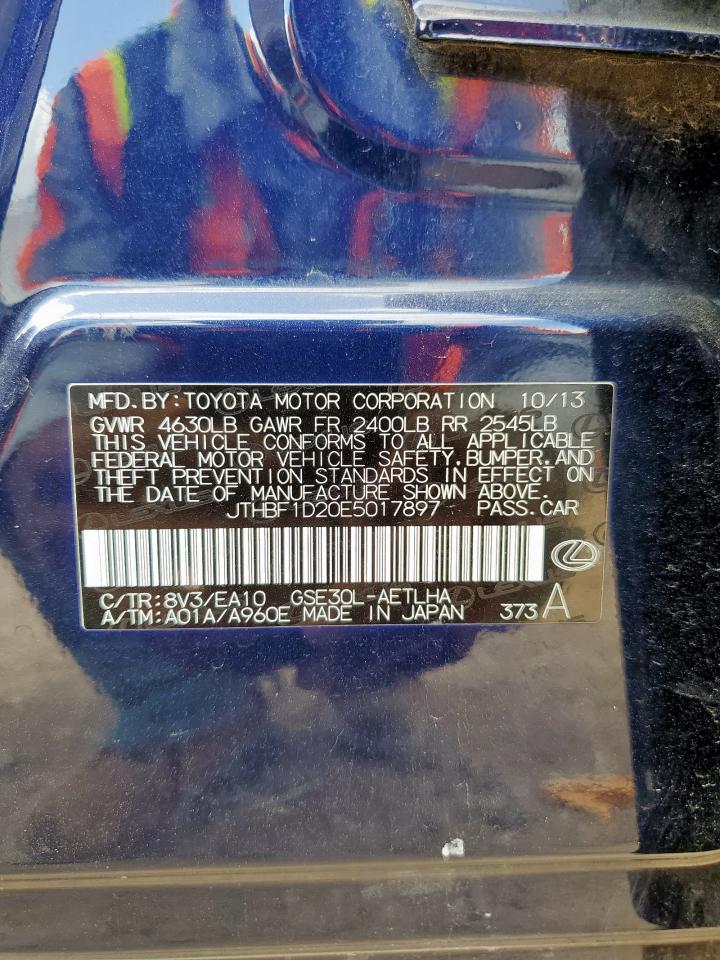 MFD. BY: TOYOTA MOTOR CORPORATION 10/13
GVWR 4630LB GAWR FR 2400LB RR 2545LB
THIS VEHICLE CONFORMS TO ALL APPLICABLE
FEDERAL MOTOR VEHICLE SAFETY, BUMPER, AND
THEFT PREVENTION STANDARDS IN EFFECT ON
THE DATE OF MANUFACTURE SHOWN ABOVE.
JTHBF1D20E5017897 PASS. CAR
C/TR: 8V3/EA10 GSE30L-AETLHA
A/TM: A01A/A960E MADE IN JAPAN 373 A